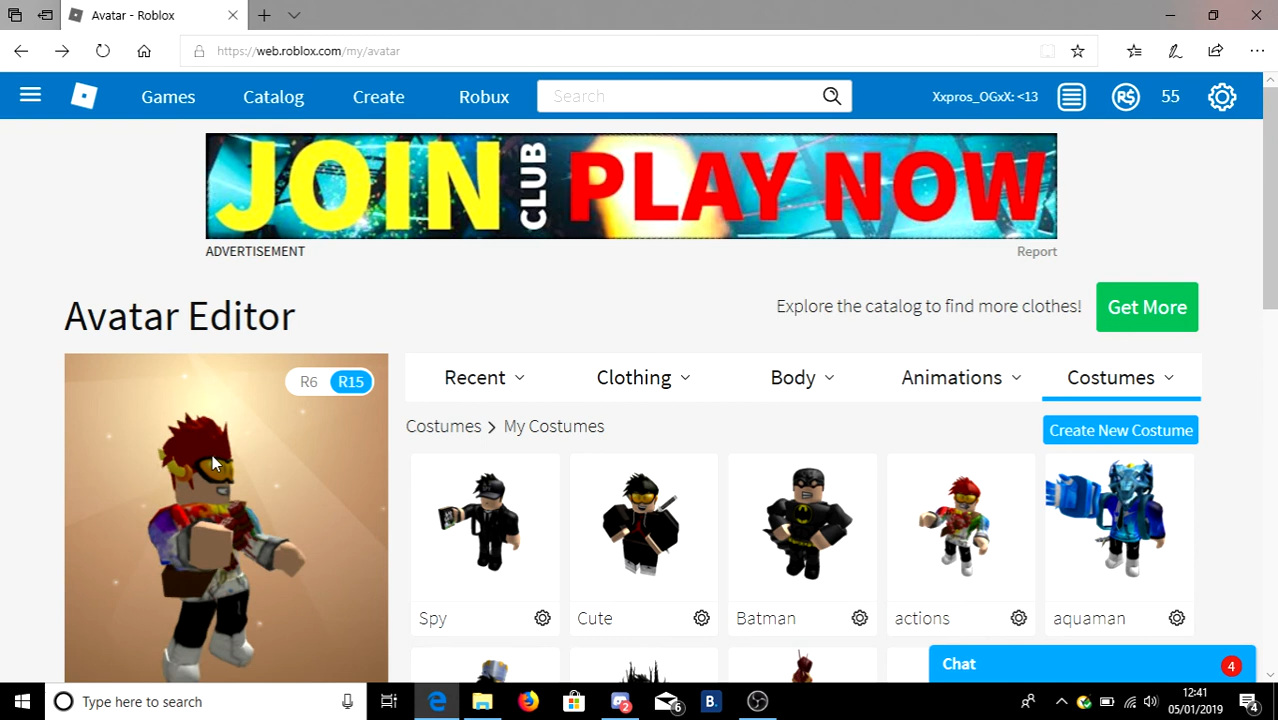 Avatar - Roblox
https://web.roblox.com/my/avatar
Games Catalog Create Robux Search Xxpros_OGxX: <13 R$ 55
JOIN CLUB PLAY NOW
ADVERTISEMENT Report
Avatar Editor
Explore the catalog to find more clothes! Get More
R6 R15
Recent Clothing Body Animations Costumes
Costumes > My Costumes Create New Costume
Spy Cute Batman actions aquaman
Chat 4
Type here to search 2 6 B. 12:41
05/01/2019 4